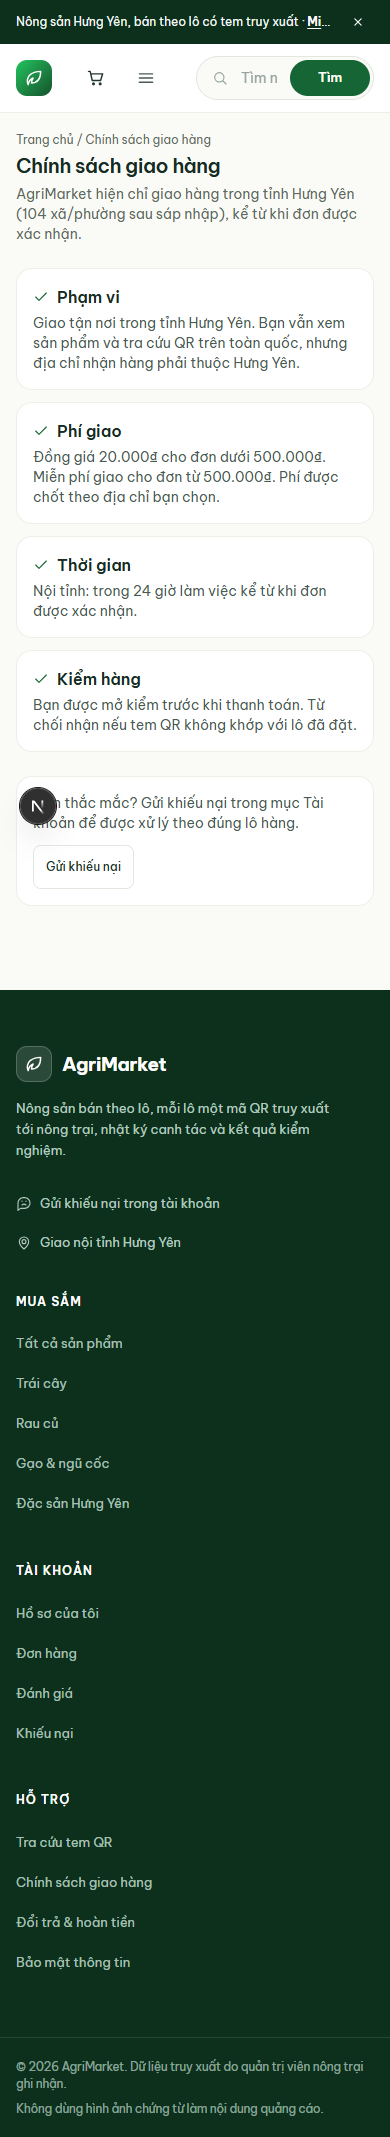 Nông sản Hưng Yên, bán theo lô có tem truy xuất · Mi...
Tìm n
Tìm
Trang chủ / Chính sách giao hàng
Chính sách giao hàng
AgriMarket hiện chỉ giao hàng trong tỉnh Hưng Yên
(104 xã/phường sau sáp nhập), kể từ khi đơn được
xác nhận.
Phạm vi
Giao tận nơi trong tỉnh Hưng Yên. Bạn vẫn xem
sản phẩm và tra cứu QR trên toàn quốc, nhưng
địa chỉ nhận hàng phải thuộc Hưng Yên.
Phí giao
Đồng giá 20.000₫ cho đơn dưới 500.000₫.
Miễn phí giao cho đơn từ 500.000₫. Phí được
chốt theo địa chỉ bạn chọn.
Thời gian
Nội tỉnh: trong 24 giờ làm việc kể từ khi đơn
được xác nhận.
Kiểm hàng
Bạn được mở kiểm trước khi thanh toán. Từ
chối nhận nếu tem QR không khớp với lô đã đặt.
thắc mắc? Gửi khiếu nại trong mục Tài
khoản để được xử lý theo đúng lô hàng.
N
Gửi khiếu nại
AgriMarket
Nông sản bán theo lô, mỗi lô một mã QR truy xuất
tới nông trại, nhật ký canh tác và kết quả kiểm
nghiệm.
Gửi khiếu nại trong tài khoản
Giao nội tỉnh Hưng Yên
MUA SẮM
Tất cả sản phẩm
Trái cây
Rau củ
Gạo & ngũ cốc
Đặc sản Hưng Yên
TÀI KHOẢN
Hồ sơ của tôi
Đơn hàng
Đánh giá
Khiếu nại
HỖ TRỢ
Tra cứu tem QR
Chính sách giao hàng
Đổi trả & hoàn tiền
Bảo mật thông tin
© 2026 AgriMarket. Dữ liệu truy xuất do quản trị viên nông trại
ghi nhận.
Không dùng hình ảnh chứng từ làm nội dung quảng cáo.